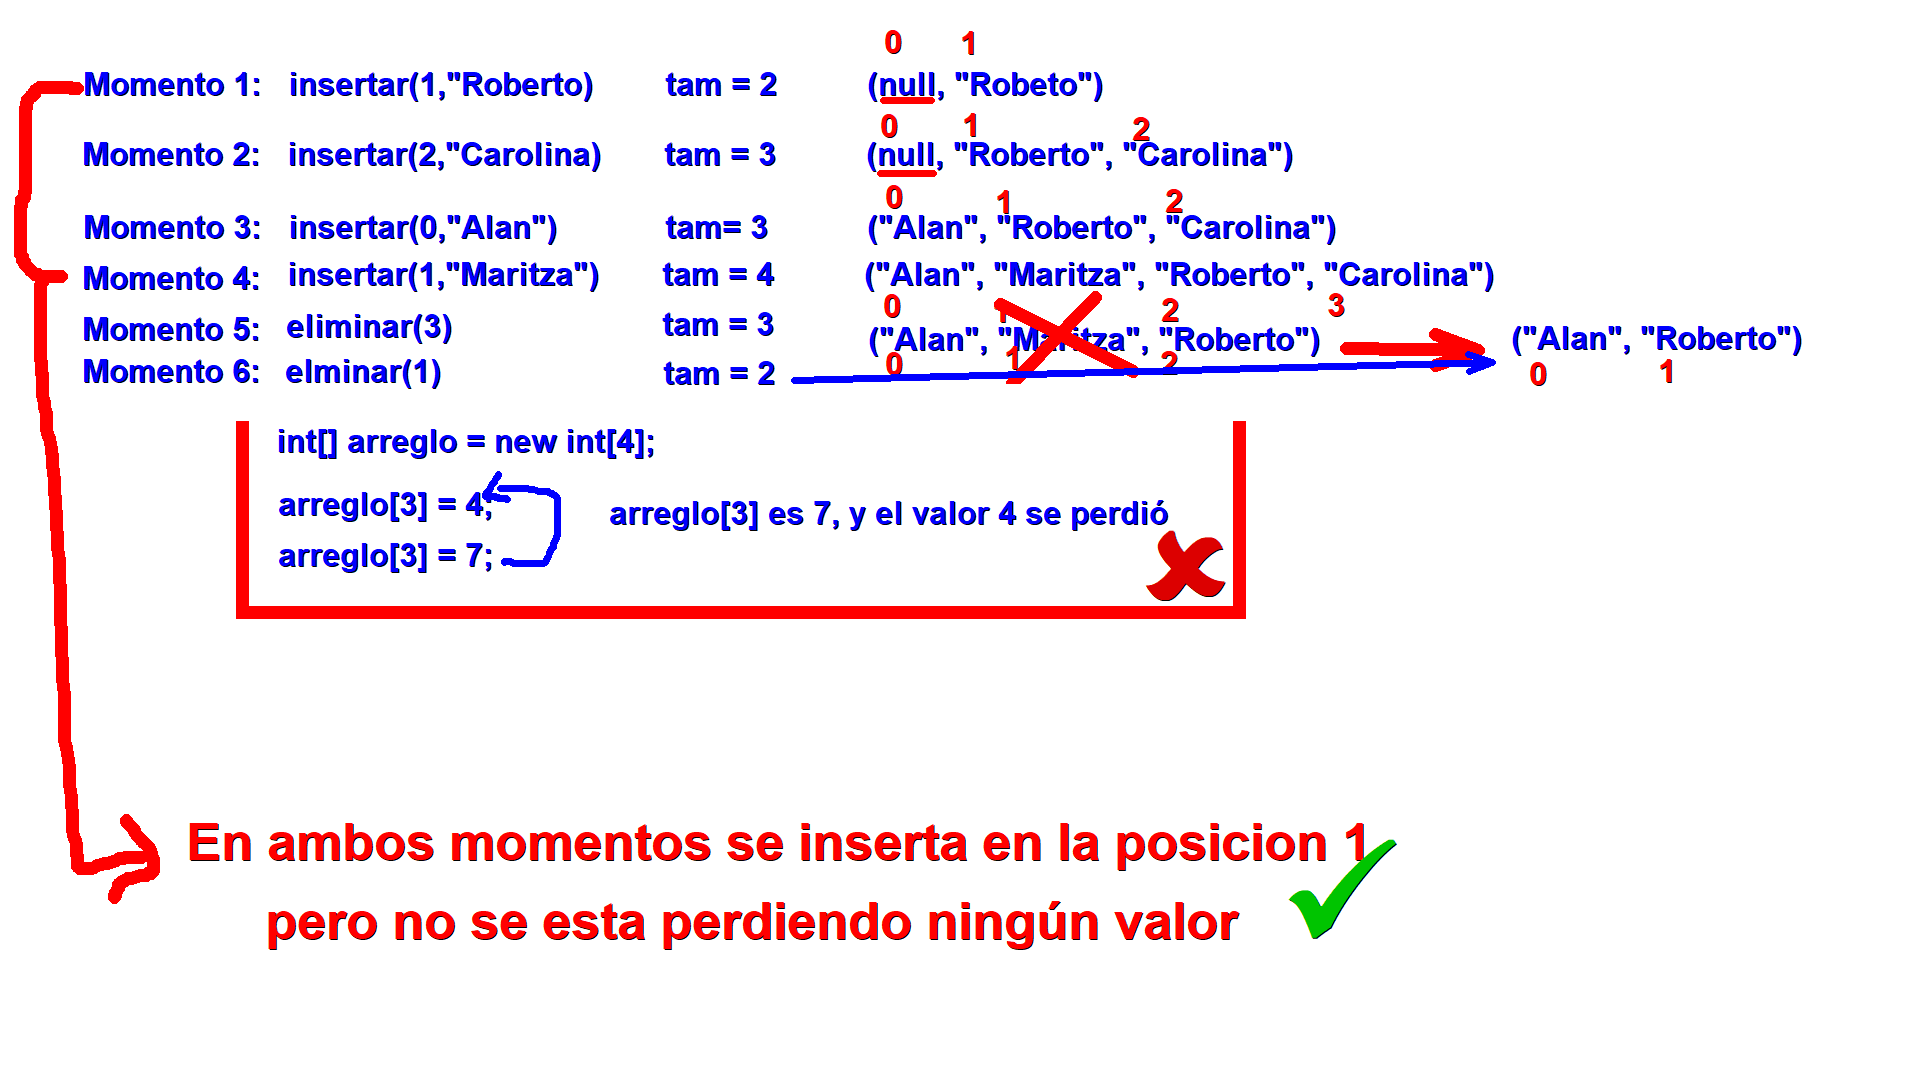 0 1
Momento 1: insertar(1,"Roberto) tam = 2 (null, "Robeto")
0 1 2
Momento 2: insertar(2,"Carolina) tam = 3 (null, "Roberto", "Carolina")
0 1 2
Momento 3: insertar(0,"Alan") tam= 3 ("Alan", "Roberto", "Carolina")
Momento 4: insertar(1,"Maritza") tam = 4 ("Alan", "Maritza", "Roberto", "Carolina")
0 1 2 3
Momento 5: eliminar(3) tam = 3 ("Alan", "Maritza", "Roberto") ("Alan", "Roberto")
0 1 2 0 1
Momento 6: elminar(1) tam = 2
int[] arreglo = new int[4];
arreglo[3] = 4;
arreglo[3] es 7, y el valor 4 se perdió
arreglo[3] = 7;
En ambos momentos se inserta en la posicion 1
pero no se esta perdiendo ningún valor